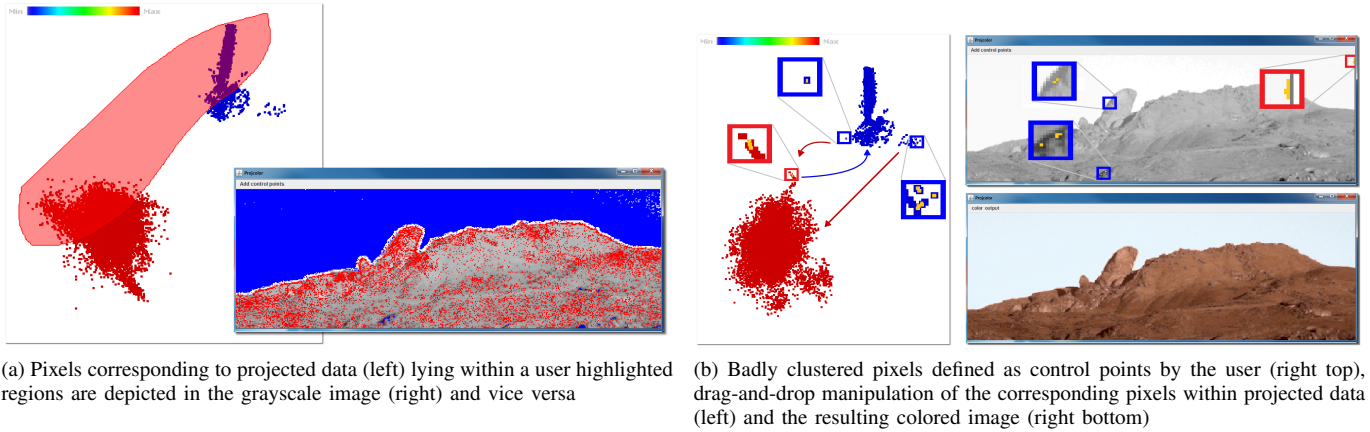 Min Max
Projcolor
Add control points
(a) Pixels corresponding to projected data (left) lying within a user highlighted
regions are depicted in the grayscale image (right) and vice versa
Min Max
Projcolor
Add control points
Projcolor
color output
(b) Badly clustered pixels defined as control points by the user (right top),
drag-and-drop manipulation of the corresponding pixels within projected data
(left) and the resulting colored image (right bottom)